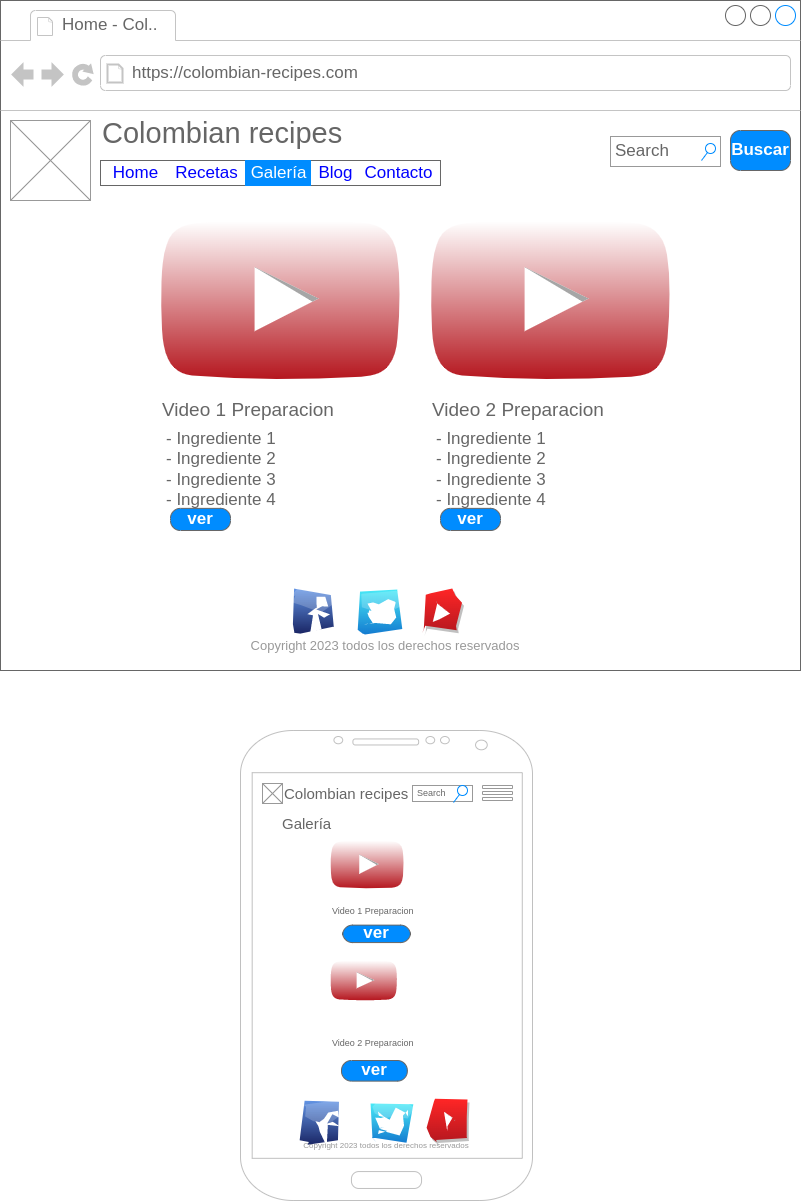 Home - Col..
https://colombian-recipes.com
Colombian recipes
Search
Buscar
Home Recetas Galería Blog Contacto
Video 1 Preparacion
- Ingrediente 1
- Ingrediente 2
- Ingrediente 3
- Ingrediente 4
ver
Video 2 Preparacion
- Ingrediente 1
- Ingrediente 2
- Ingrediente 3
- Ingrediente 4
ver
Copyright 2023 todos los derechos reservados
Colombian recipes
Search
Galería
Video 1 Preparacion
ver
Video 2 Preparacion
ver
Copyright 2023 todos los derechos reservados